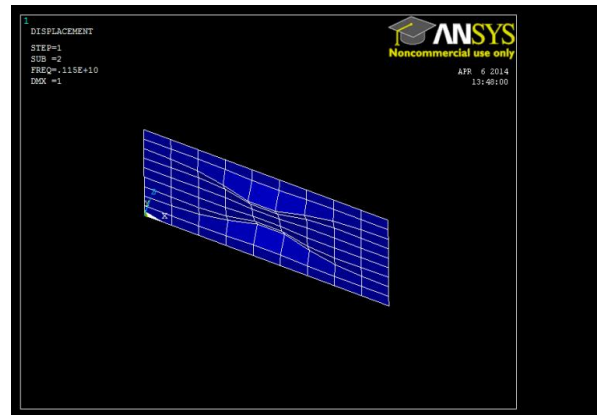 1
DISPLACEMENT
STEP=1
SUB =2
FREQ=.115E+10
DMX =1
ANSYS
Noncommercial use only
APR 6 2014
13:48:00
Y
X